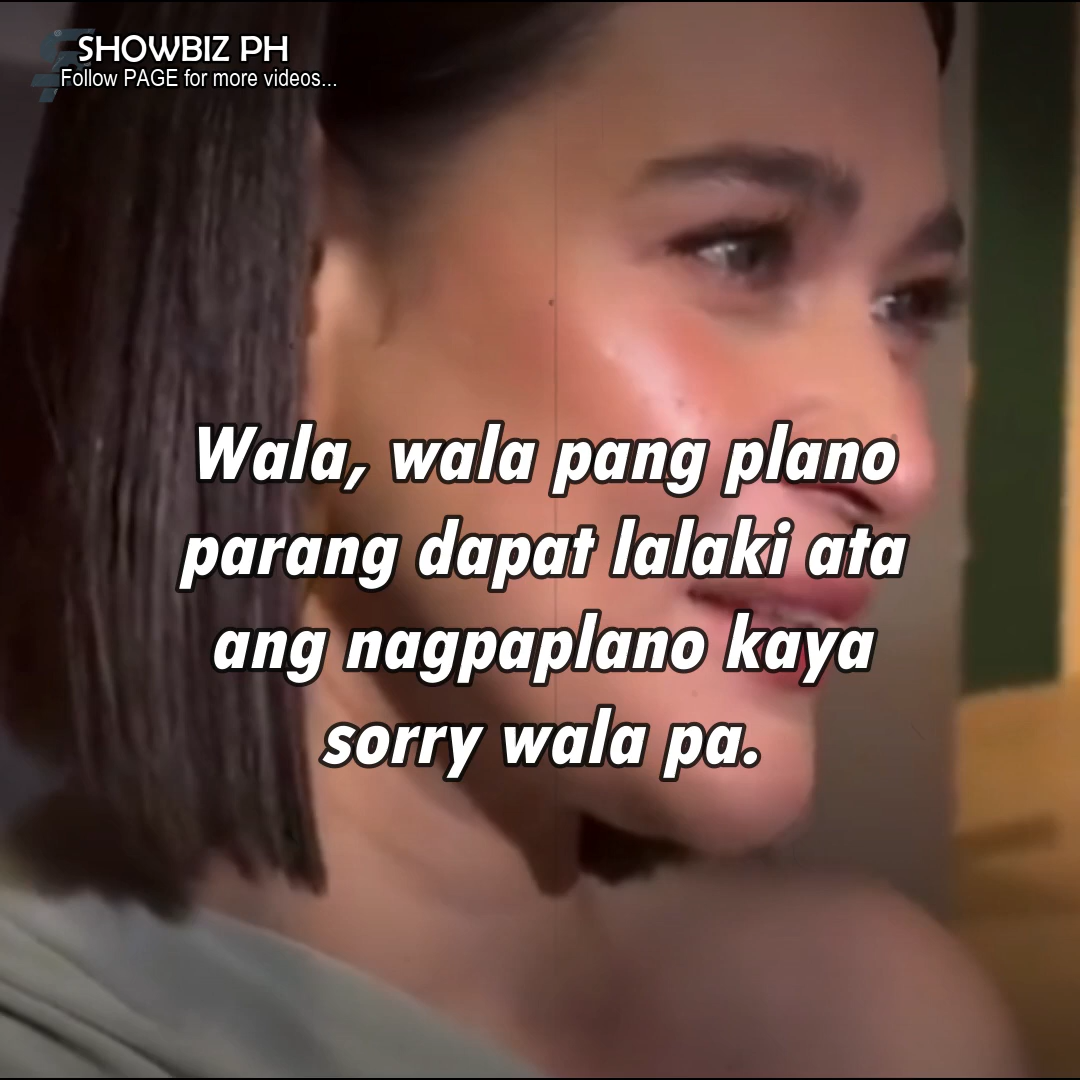 SHOWBIZ PH
Follow PAGE for more videos...
Wala, wala pang plano
parang dapat lalaki ata
ang nagpaplano kaya
sorry wala pa.